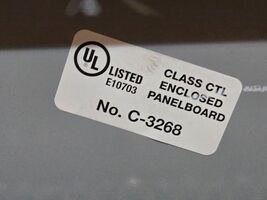 UL LISTED
E10703
CLASS CTL
ENCLOSED
PANELBOARD
No. C-3268